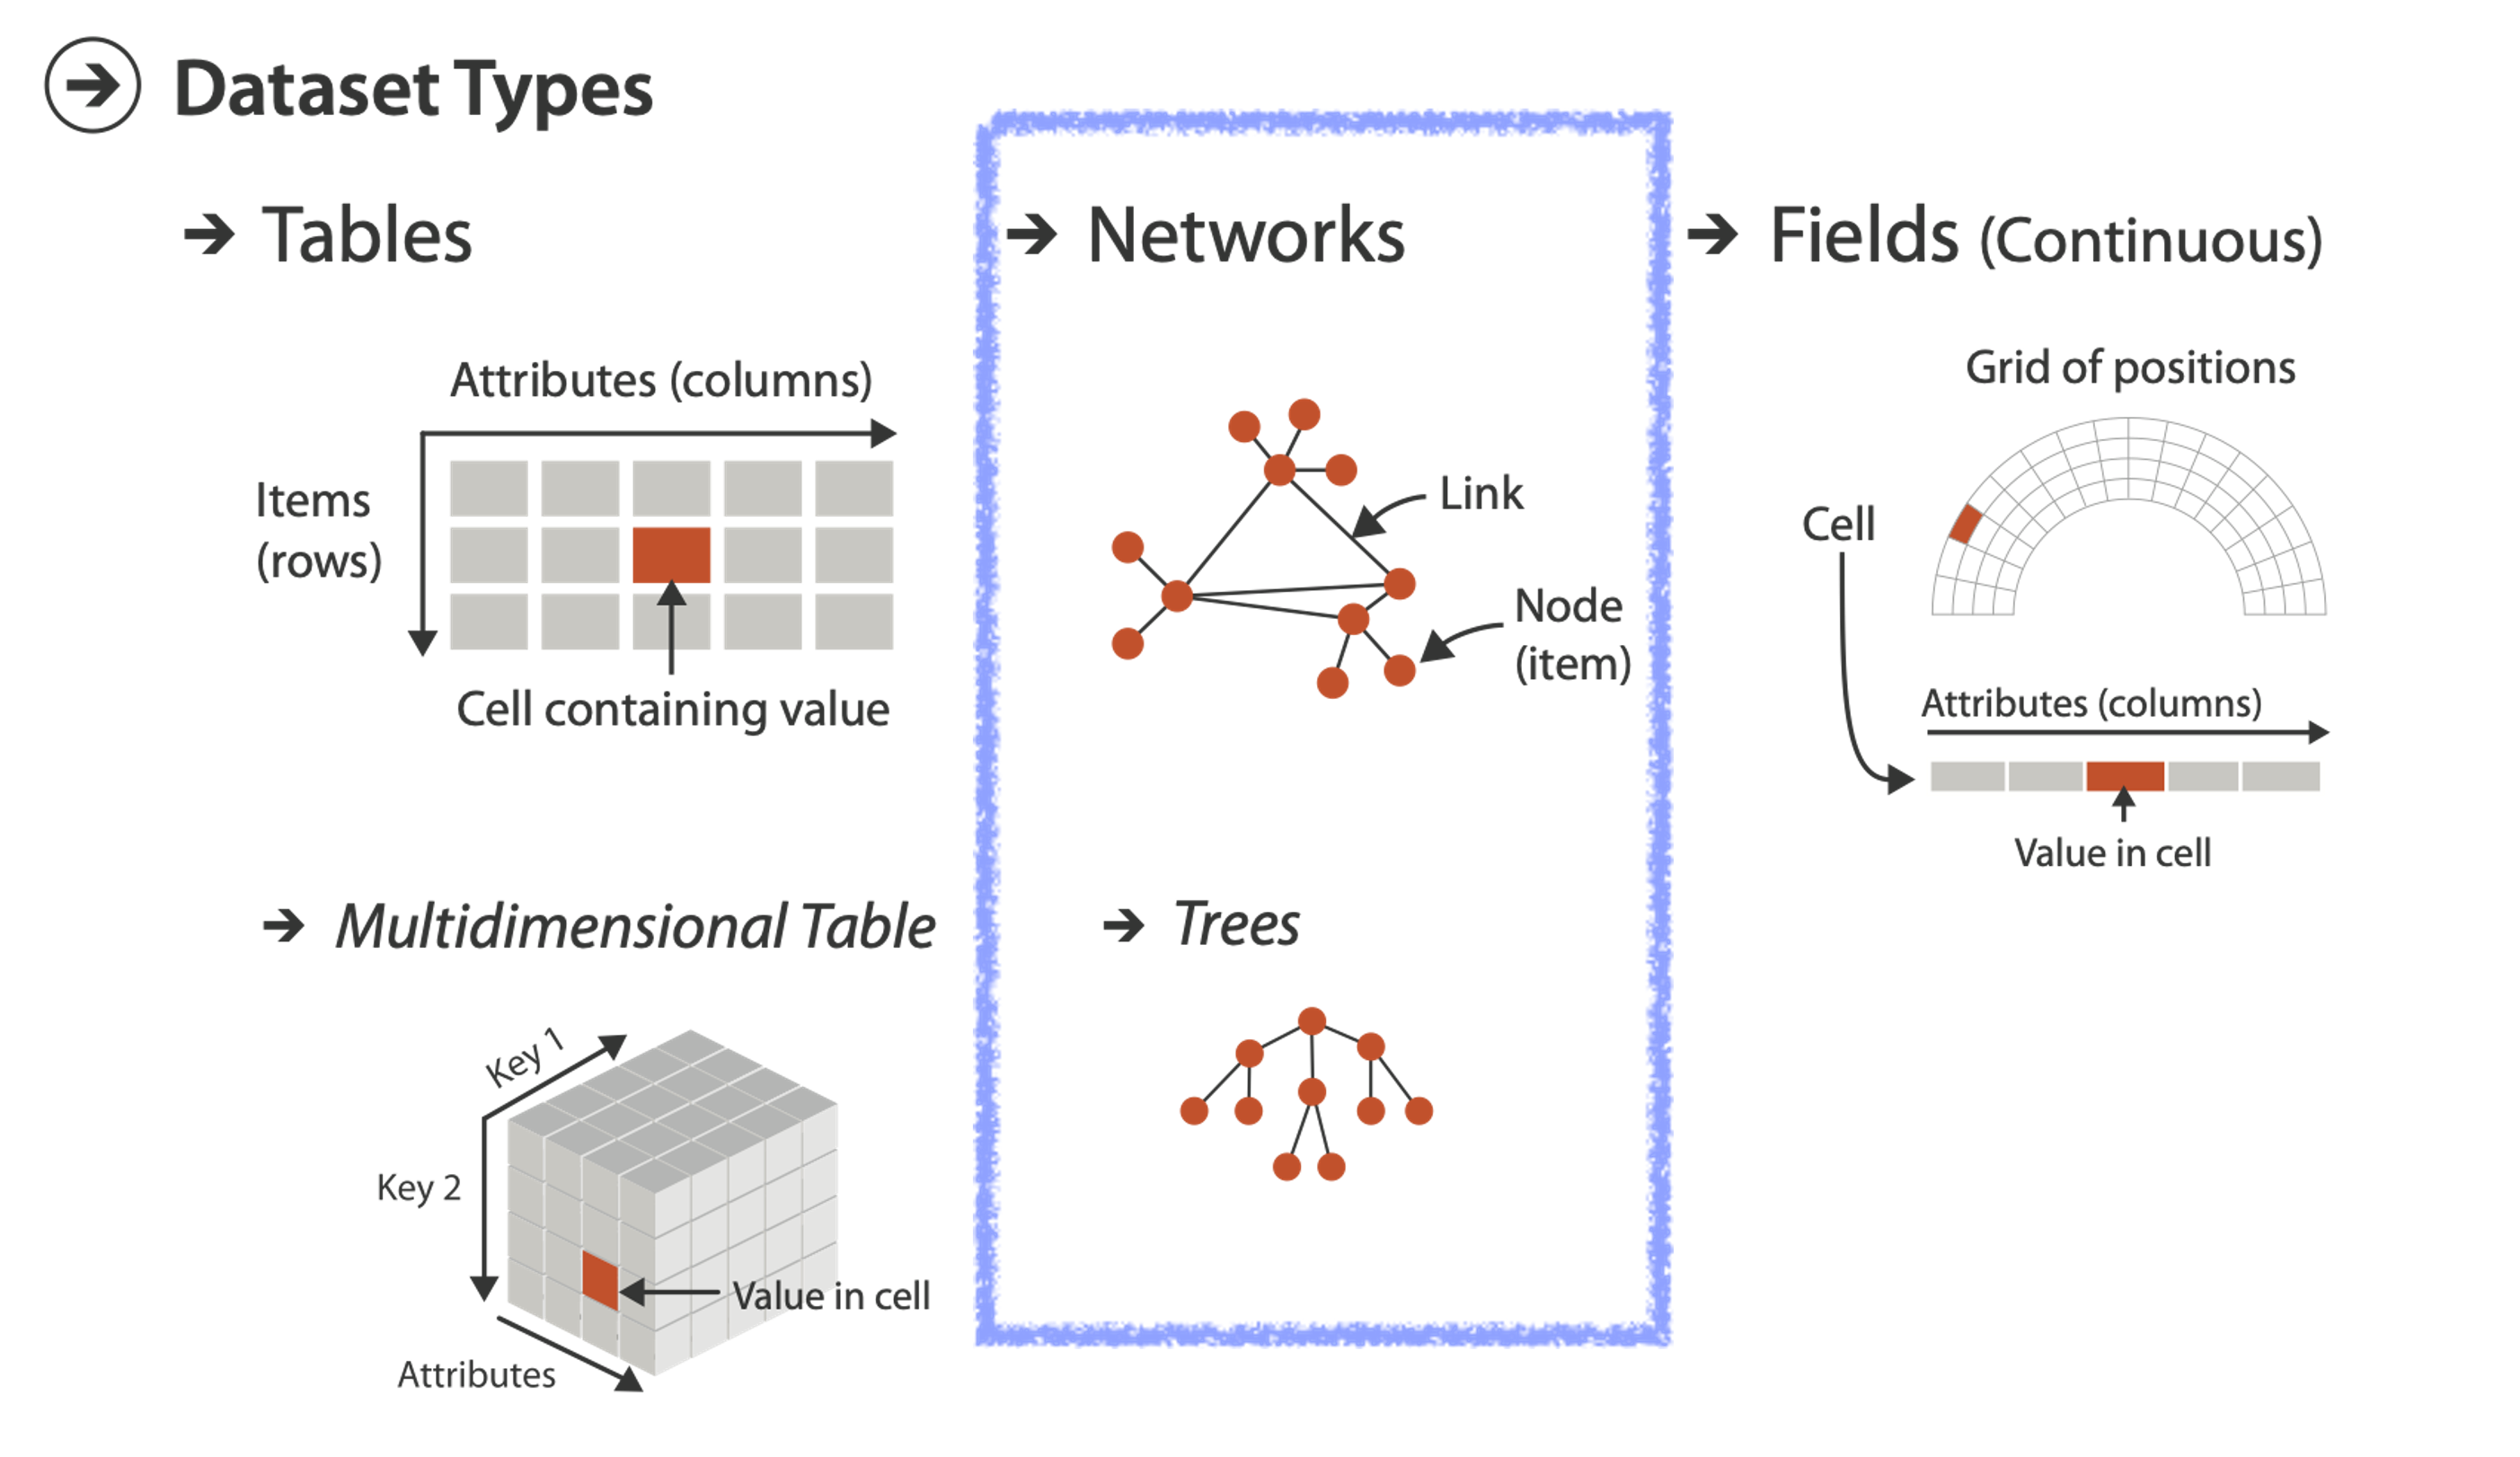 Dataset Types
Tables
Attributes (columns)
Items
(rows)
Cell containing value
Multidimensional Table
Key 1
Key 2
Value in cell
Attributes
Networks
Link
Node
(item)
Trees
Fields (Continuous)
Grid of positions
Cell
Attributes (columns)
Value in cell